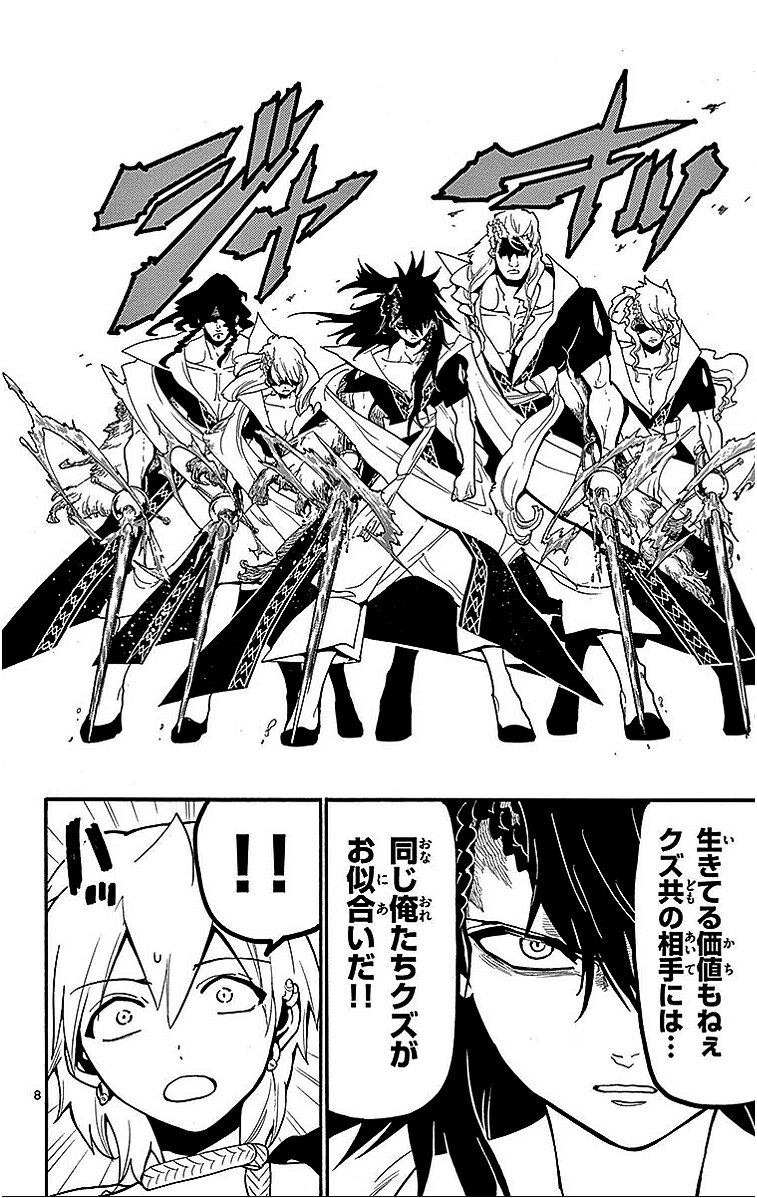 ジャ
キッ
生きてる価値もねぇ
クズ共の相手には…
同じ俺たちクズが
お似合いだ!!
!!
ハッ
8